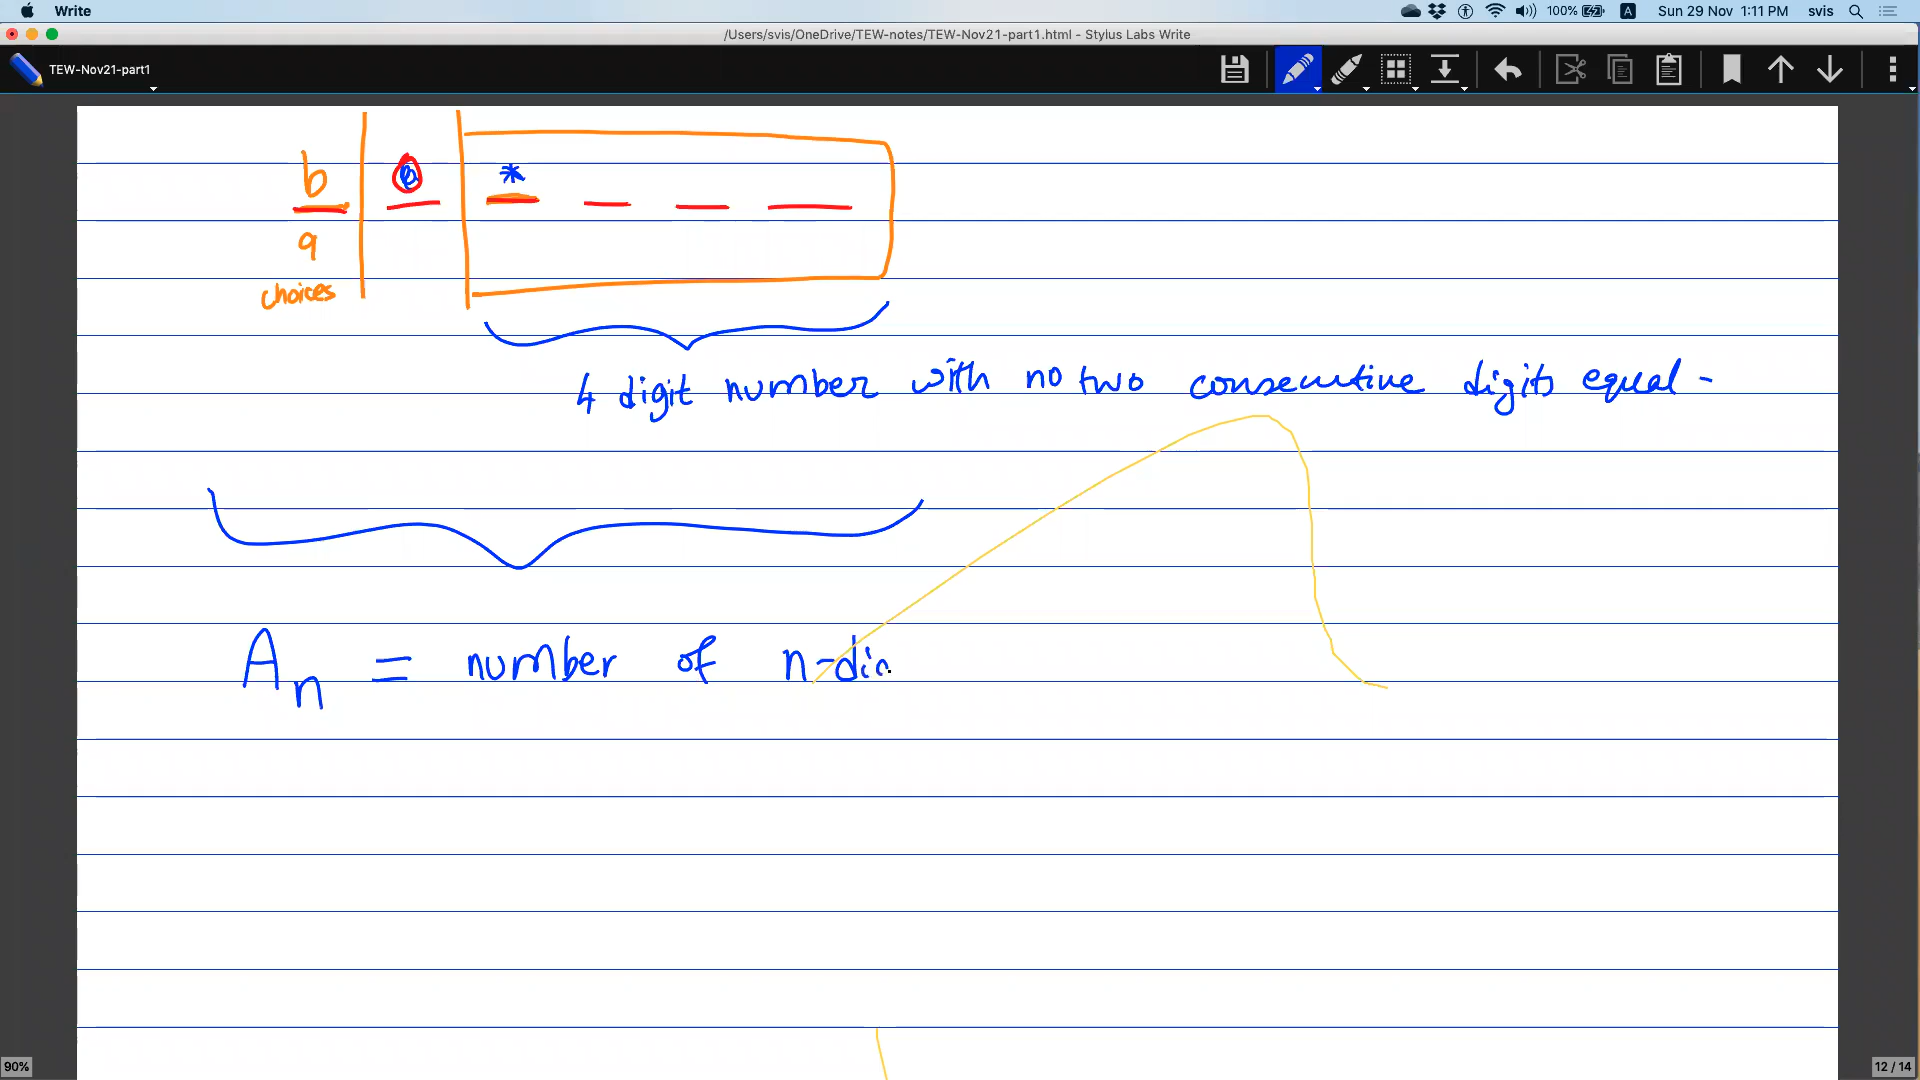 Write
100%
A
Sun 29 Nov 1:11 PM
svis
/Users/svis/OneDrive/TEW-notes/TEW-Nov21-part1.html - Stylus Labs Write
TEW-Nov21-part1
b
*
9
choices
4 digit number with no two consecutive digits equal -
An = number of n-dic
90%
12 / 14